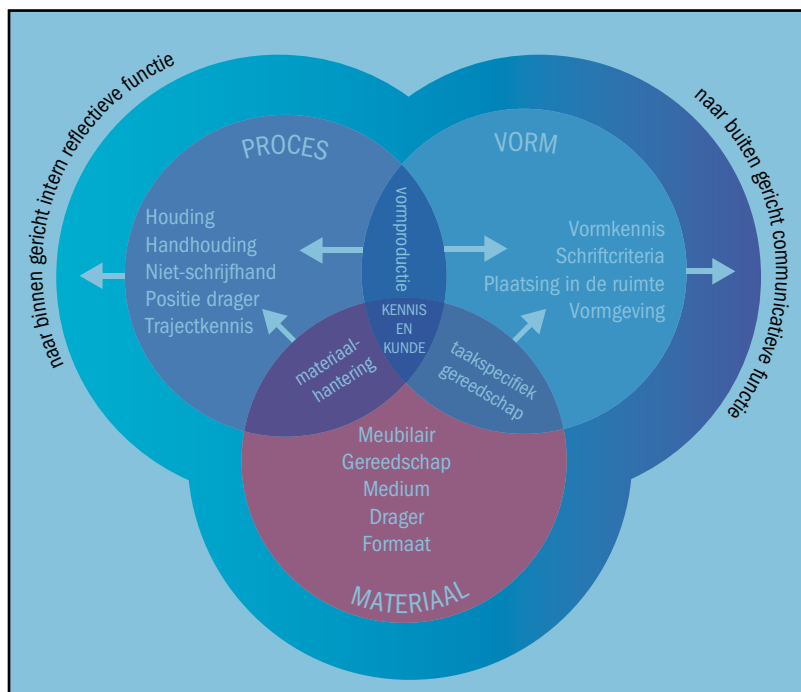 naar binnen gericht intern reflectieve functie
naar buiten gericht communicatieve functie
PROCES
Houding
Handhouding
Niet-schrijfhand
Positie drager
Trajectkennis
vormproductie
VORM
Vormkennis
Schriftcriteria
Plaatsing in de ruimte
Vormgeving
KENNIS
EN
KUNDE
materiaal-
hantering
taakspecifiek
gereedschap
Meubilair
Gereedschap
Medium
Drager
Formaat
MATERIAAL